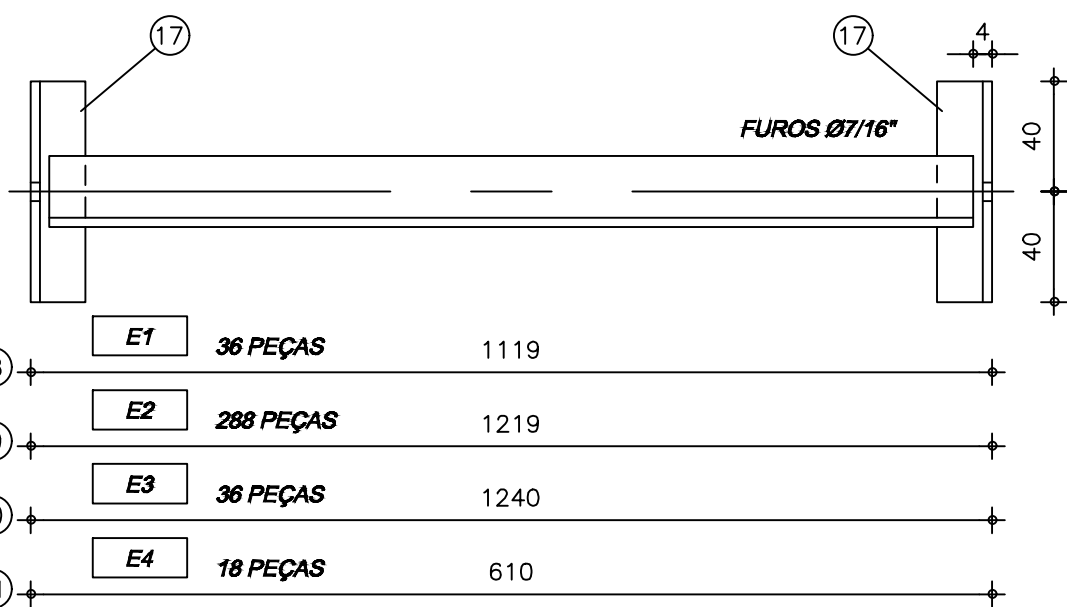 17
17
4
FUROS Ø7/16"
40
40
E1 36 PEÇAS 1119
E2 288 PEÇAS 1219
E3 36 PEÇAS 1240
E4 18 PEÇAS 610